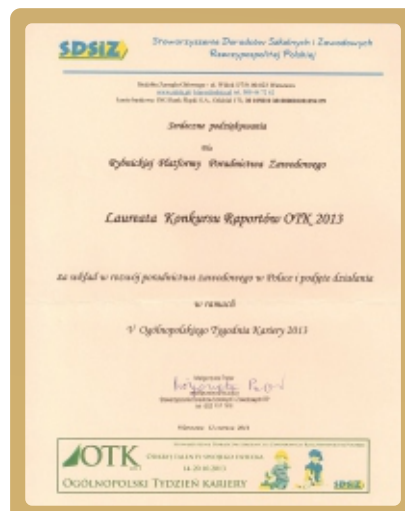 SDSIZ
Stowarzyszenie Doradców Szkolnych i Zawodowych
Rzeczypospolitej Polskiej
Serdeczne podziękowania
Dla
Rybnickiej Platformy Poradnictwa Zawodowego
Laureata Konkursu Raportów OTK 2013
za wkład w rozwój poradnictwa zawodowego w Polsce i podjęte działania
w ramach
V Ogólnopolskiego Tygodnia Kariery 2013
OTK
OGÓLNOPOLSKI TYDZIEŃ KARIERY
SDSIZ